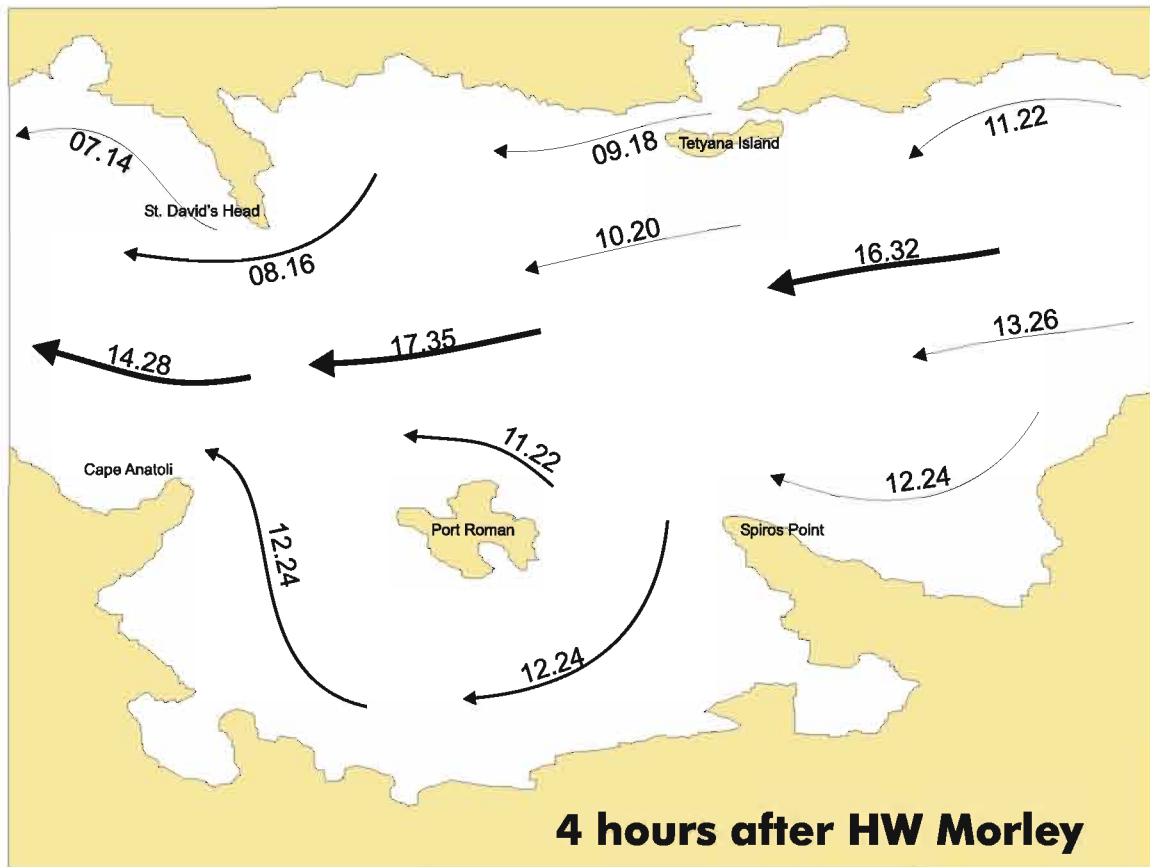 11.22
07.14
09.18
Tetyana Island
St. David's Head
10.20
08.16
16.32
13.26
17.35
14.28
11.22
Cape Anatoli
12.24
Port Roman
Spiros Point
12.24
12.24
4 hours after HW Morley